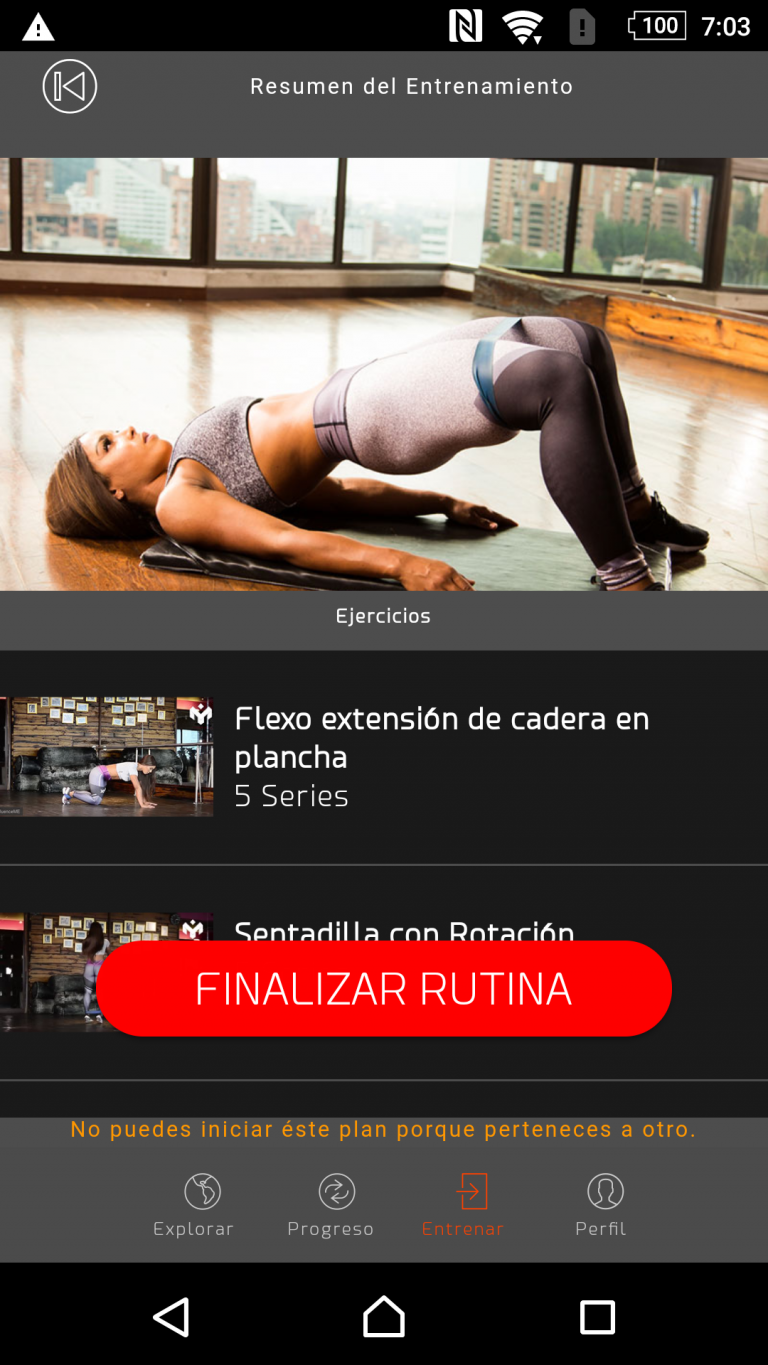 100 7:03
Resumen del Entrenamiento
Ejercicios
Flexo extensión de cadera en
plancha
5 Series
Sentadilla con Rotación
FINALIZAR RUTINA
No puedes iniciar éste plan porque perteneces a otro.
Explorar Progreso Entrenar Perfil